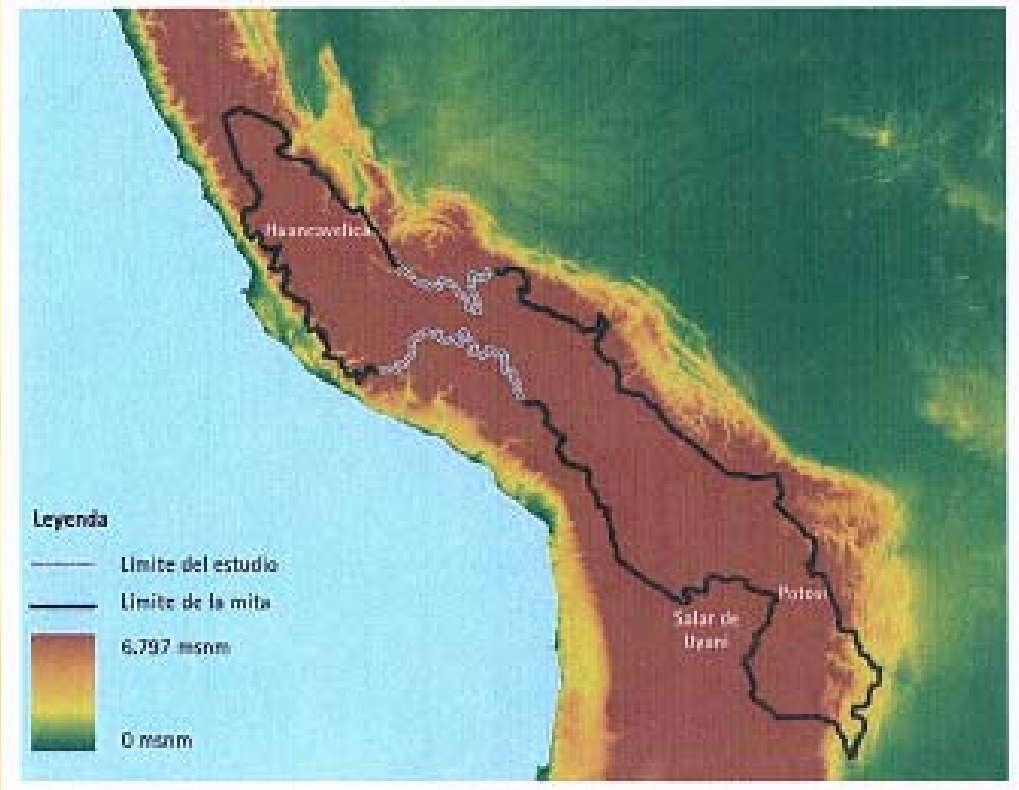 Huancavelica
Potosí
Salar de
Uyuni
Leyenda
Límite del estudio
Límite de la mita
6.797 msnm
0 msnm